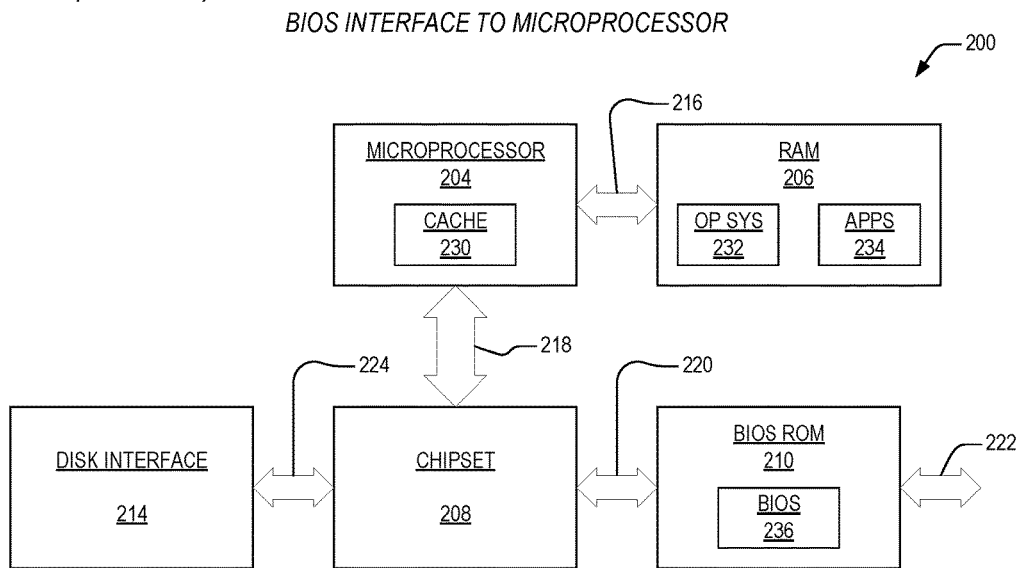 BIOS INTERFACE TO MICROPROCESSOR
200
216
MICROPROCESSOR
204
CACHE
230
RAM
206
OP SYS
232
APPS
234
218
224
220
DISK INTERFACE
214
CHIPSET
208
BIOS ROM
210
BIOS
236
222